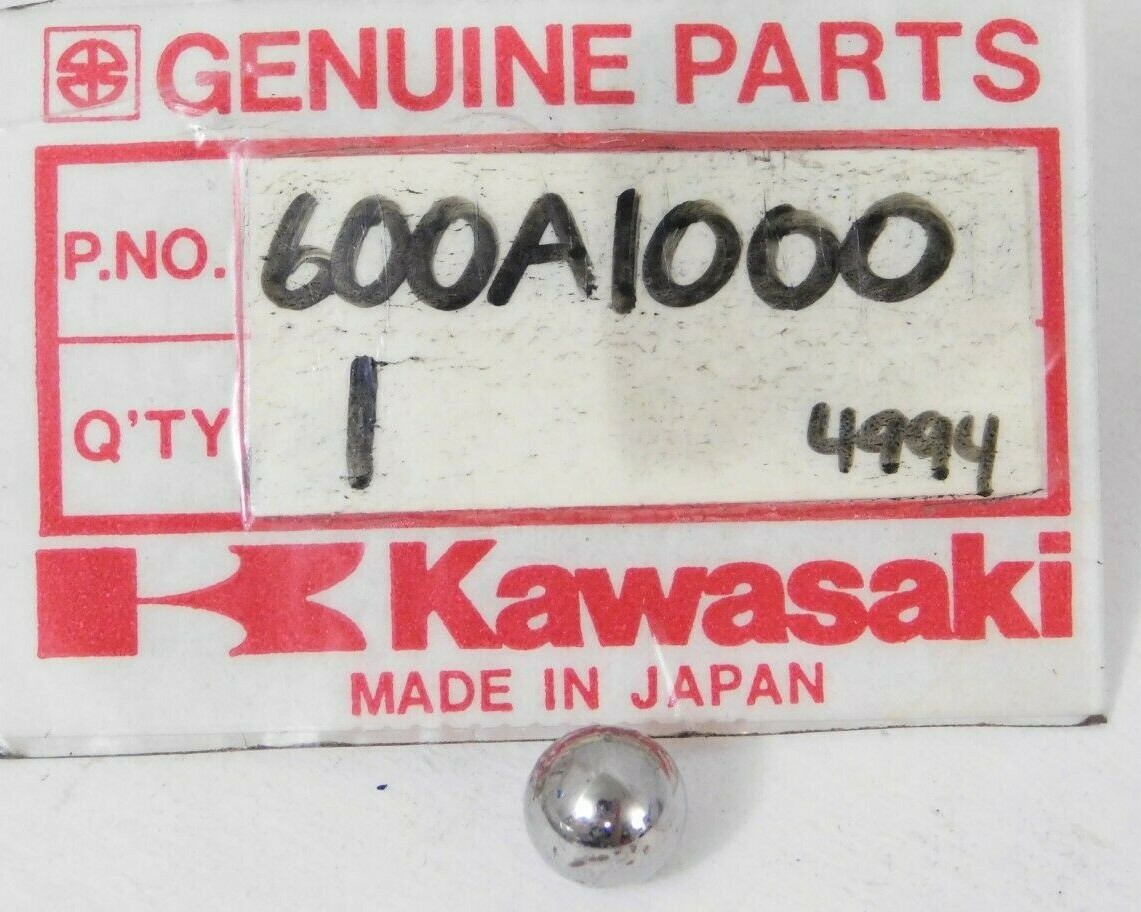 GENUINE PARTS
P.NO. 600A1000
Q'TY 1 4994
Kawasaki
MADE IN JAPAN